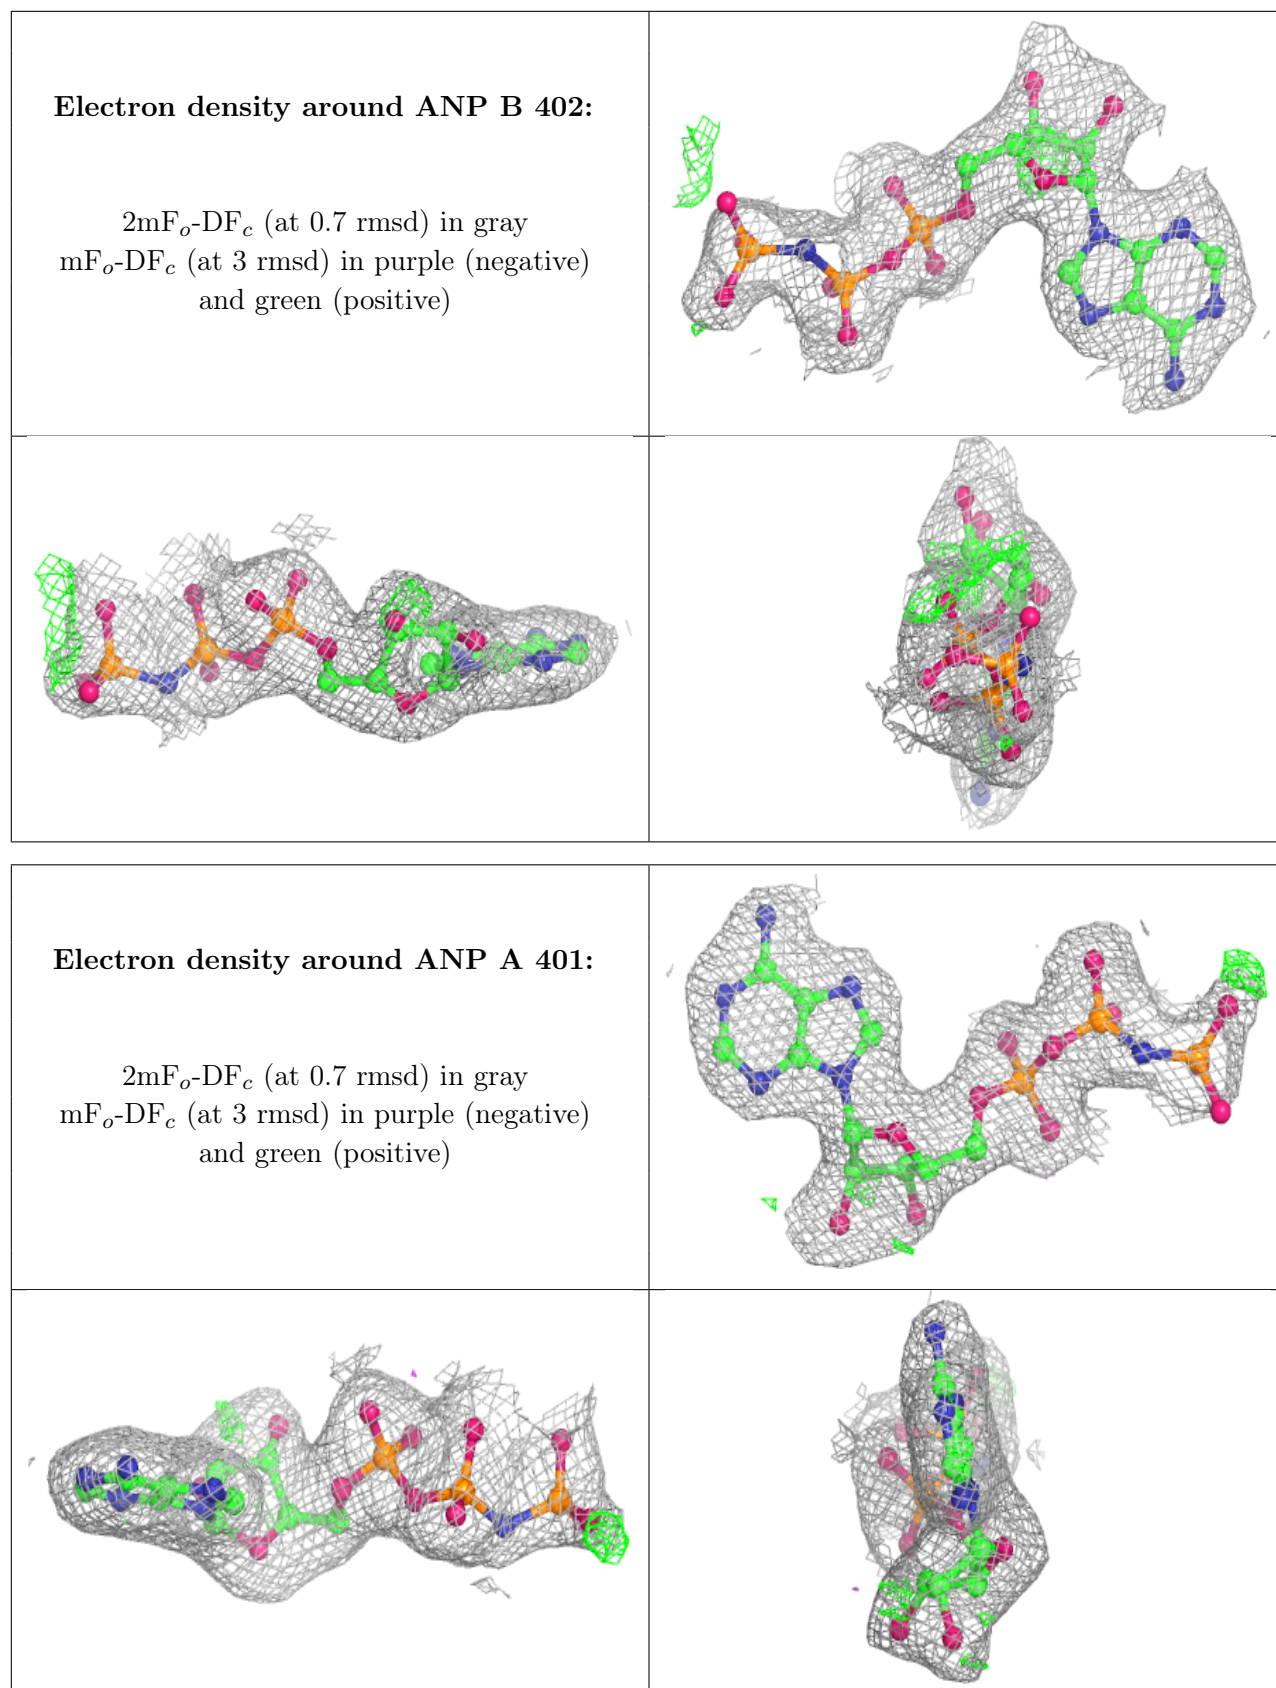 Electron density around ANP B 402:
2mFₒ-DF𝒸 (at 0.7 rmsd) in gray
mFₒ-DF𝒸 (at 3 rmsd) in purple (negative)
and green (positive)
Electron density around ANP A 401:
2mFₒ-DF𝒸 (at 0.7 rmsd) in gray
mFₒ-DF𝒸 (at 3 rmsd) in purple (negative)
and green (positive)